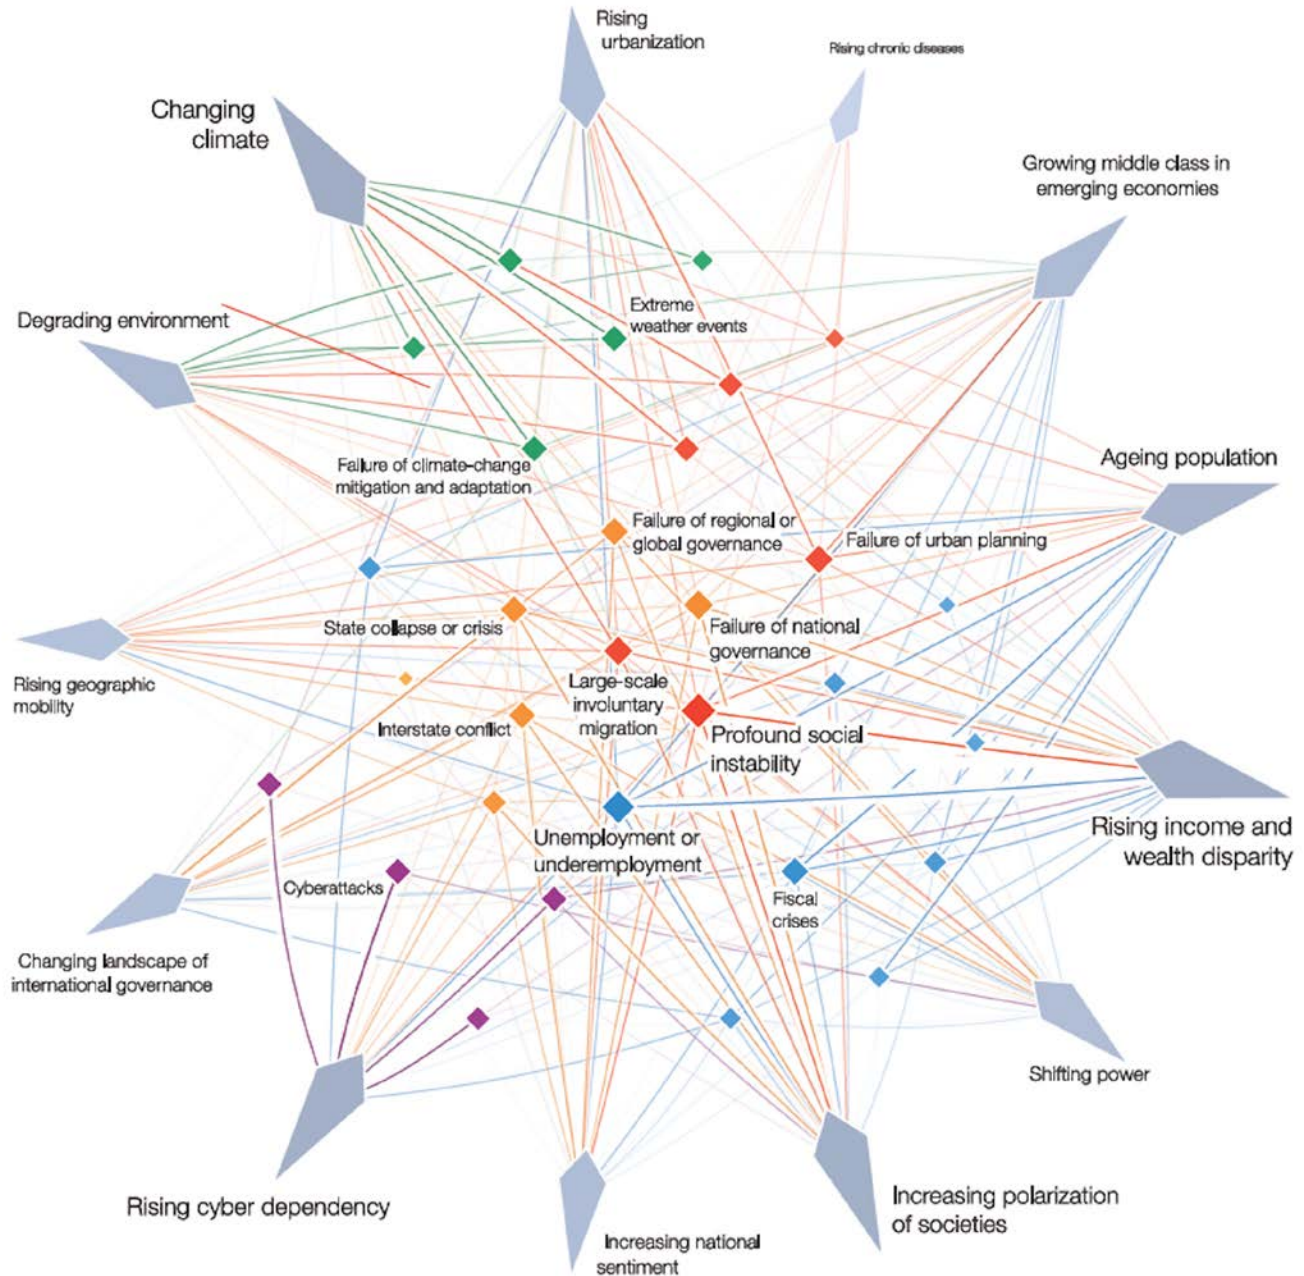 Rising
urbanization
Rising chronic diseases
Changing
climate
Growing middle class in
emerging economies
Extreme
weather events
Degrading environment
Ageing population
Failure of climate-change
mitigation and adaptation
Failure of regional or
global governance
Failure of urban planning
State collapse or crisis
Failure of national
governance
Rising geographic
mobility
Large-scale
involuntary
migration
Interstate conflict
Profound social
instability
Unemployment or
underemployment
Rising income and
wealth disparity
Cyberattacks
Fiscal
crises
Changing landscape of
international governance
Shifting power
Rising cyber dependency
Increasing polarization
of societies
Increasing national
sentiment